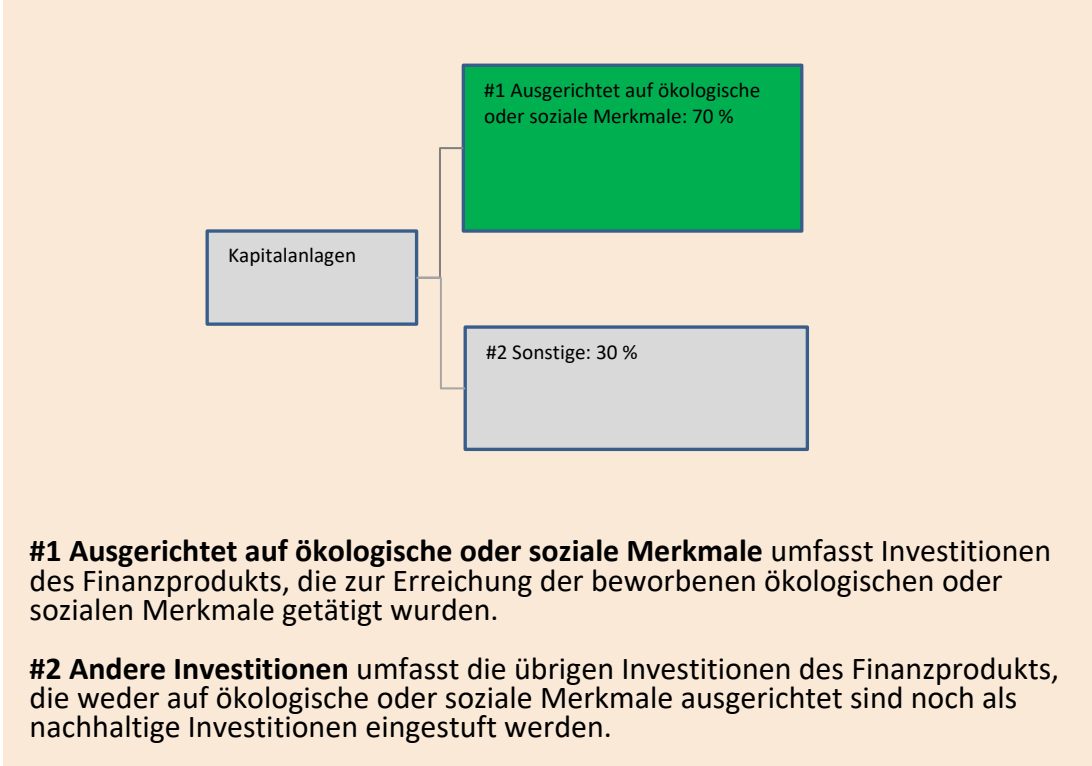 #1 Ausgerichtet auf ökologische
oder soziale Merkmale: 70 %
Kapitalanlagen
#2 Sonstige: 30 %
#1 Ausgerichtet auf ökologische oder soziale Merkmale umfasst Investitionen
des Finanzprodukts, die zur Erreichung der beworbenen ökologischen oder
sozialen Merkmale getätigt wurden.
#2 Andere Investitionen umfasst die übrigen Investitionen des Finanzprodukts,
die weder auf ökologische oder soziale Merkmale ausgerichtet sind noch als
nachhaltige Investitionen eingestuft werden.